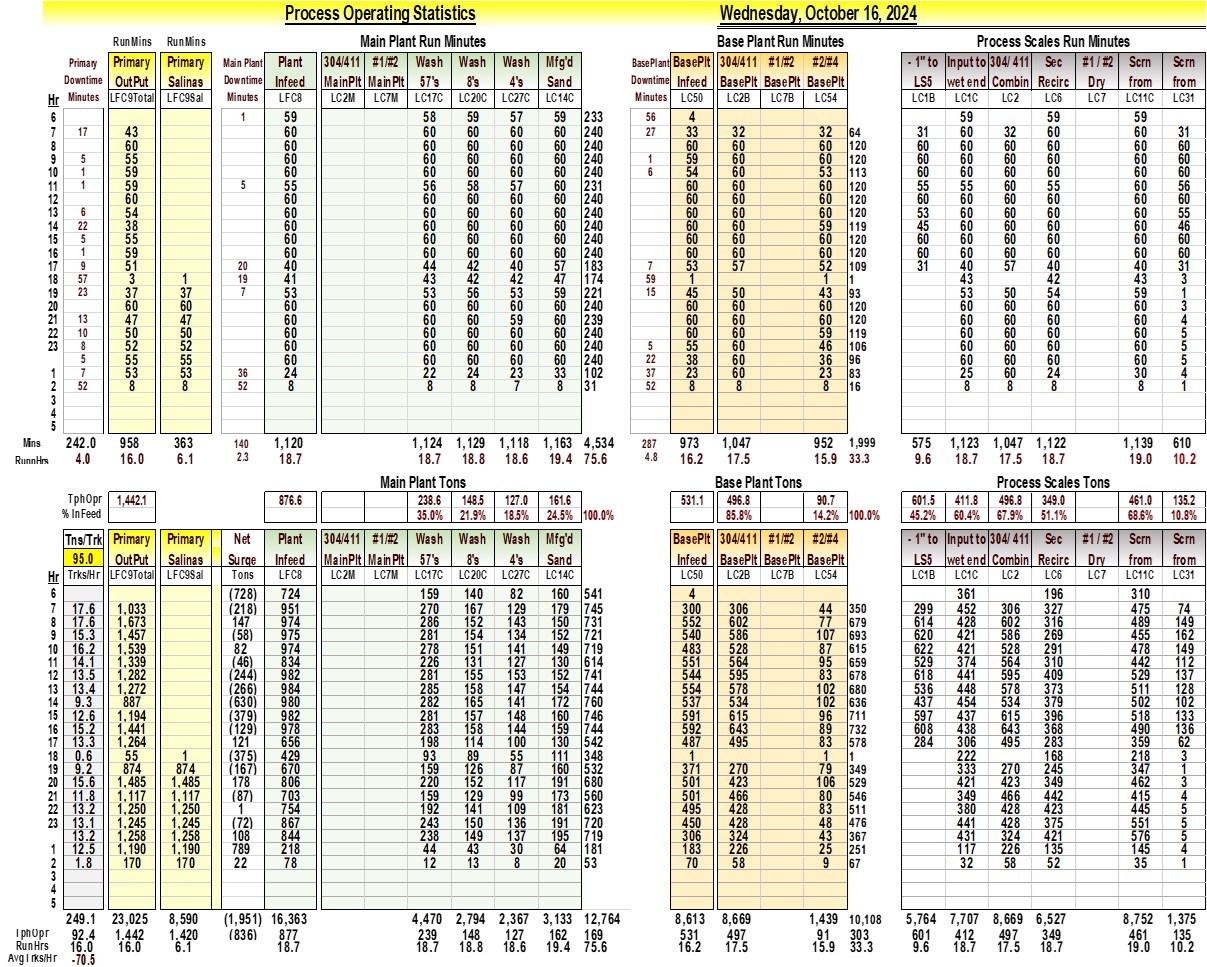 Process Operating Statistics Wednesday, October 16, 2024
RunMins RunMins Main Plant Run Minutes Base Plant Run Minutes Process Scales Run Minutes
Primary Primary Primary Main Plant Plant 304/411 #1/#2 Wash Wash Wash Mfg'd BasePlant BasePlt 304/411 #1/#2 #2/#4 - 1" to Input to 304/ 411 Sec #1 / #2 Scrn Scrn
Downtime OutPut Salinas Downtime Infeed MainPlt MainPlt 57's 8's 4's Sand Downtime Infeed BasePlt BasePlt BasePlt LS5 wet end Combin Recirc Dry from from
Hr Minutes LFC9Total LFC9Sal Minutes LFC8 LC2M LC7M LC17C LC20C LC27C LC14C Minutes LC50 LC2B LC7B LC54 LC1B LC1C LC2 LC6 LC7 LC11C LC31
6 1 59 58 59 57 59 233 56 4 59 59 59
7 17 43 60 60 60 60 60 240 27 33 32 32 64 31 60 32 60 60 31
8 60 60 60 60 60 60 240 60 60 60 120 60 60 60 60 60 60
9 5 55 60 60 60 60 60 240 1 59 60 60 120 60 60 60 60 60 60
10 1 59 60 60 60 60 60 240 6 54 60 53 113 60 60 60 60 60 60
11 1 59 5 55 56 58 57 60 231 60 60 60 120 55 55 60 55 60 56
12 60 60 60 60 60 60 240 60 60 60 120 60 60 60 60 60 60
13 6 54 60 60 60 60 60 240 60 60 60 120 53 60 60 60 60 55
14 22 38 60 60 60 60 60 240 60 60 59 119 45 60 60 60 60 46
15 5 55 60 60 60 60 60 240 60 60 60 120 60 60 60 60 60 60
16 1 59 60 60 60 60 60 240 60 60 60 120 60 60 60 60 60 60
17 9 51 20 40 44 42 40 57 183 7 53 57 52 109 31 40 57 40 40 31
18 57 3 1 19 41 43 42 42 47 174 59 1 1 1 43 42 43 3
19 23 37 37 7 53 53 56 53 59 221 15 45 50 43 93 53 50 54 59 1
20 60 60 60 60 60 60 60 240 60 60 60 120 60 60 60 60 3
21 13 47 47 60 60 60 59 60 239 60 60 60 120 60 60 60 60 4
22 10 50 50 60 60 60 60 60 240 60 60 59 119 60 60 60 60 5
23 8 52 52 60 60 60 60 60 240 5 55 60 46 106 60 60 60 60 5
5 55 55 60 60 60 60 60 240 22 38 60 36 96 60 60 60 60 5
1 7 53 53 36 24 22 24 23 33 102 37 23 60 23 83 25 60 24 30 4
2 52 8 8 52 8 8 8 7 8 31 52 8 8 8 16 8 8 8 8 1
3
4
5
Mins 242.0 958 363 140 1,120 1,124 1,129 1,118 1,163 4,534 287 973 1,047 952 1,999 575 1,123 1,047 1,122 1,139 610
RunnHrs 4.0 16.0 6.1 2.3 18.7 18.7 18.8 18.6 19.4 75.6 4.8 16.2 17.5 15.9 33.3 9.6 18.7 17.5 18.7 19.0 10.2
Main Plant Tons Base Plant Tons Process Scales Tons
TphOpr 1,442.1 876.6 238.6 148.5 127.0 161.6 531.1 496.8 90.7 601.5 411.8 496.8 349.0 461.0 135.2
% InFeed 35.0% 21.9% 18.5% 24.5% 100.0% 85.8% 14.2% 100.0% 45.2% 60.4% 67.9% 51.1% 68.6% 10.8%
Tns/Trk Primary Primary Net Plant 304/411 #1/#2 Wash Wash Wash Mfg'd BasePlt 304/411 #1/#2 #2/#4 - 1" to Input to 304/ 411 Sec #1 / #2 Scrn Scrn
95.0 OutPut Salinas Surge Infeed MainPlt MainPlt 57's 8's 4's Sand Infeed BasePlt BasePlt BasePlt LS5 wet end Combin Recirc Dry from from
Hr Trks/Hr LFC9Total LFC9Sal Tons LFC8 LC2M LC7M LC17C LC20C LC27C LC14C LC50 LC2B LC7B LC54 LC1B LC1C LC2 LC6 LC7 LC11C LC31
6 (728) 724 159 140 82 160 541 4 361 196 310
7 17.6 1,033 (218) 951 270 167 129 179 745 300 306 44 350 299 452 306 327 475 74
8 17.6 1,673 147 974 286 152 143 150 731 552 602 77 679 614 428 602 316 489 149
9 15.3 1,457 (58) 975 281 154 134 152 721 540 586 107 693 620 421 586 269 455 162
10 16.2 1,539 82 974 278 151 141 149 719 483 528 87 615 622 421 528 291 478 149
11 14.1 1,339 (46) 834 226 131 127 130 614 551 564 95 659 529 374 564 310 442 112
12 13.5 1,282 (244) 982 281 155 153 152 741 544 595 83 678 618 441 595 409 529 137
13 13.4 1,272 (266) 984 285 158 147 154 744 554 578 102 680 536 448 578 373 511 128
14 9.3 887 (630) 980 282 165 141 172 760 537 534 102 636 437 454 534 379 502 102
15 12.6 1,194 (379) 982 281 157 148 160 746 591 615 96 711 597 437 615 396 518 133
16 15.2 1,441 (129) 978 283 158 144 159 744 592 643 89 732 608 438 643 368 490 136
17 13.3 1,264 121 656 198 114 100 130 542 487 495 83 578 284 306 495 283 359 62
18 0.6 55 1 (375) 429 93 89 55 111 348 1 1 1 222 168 218 3
19 9.2 874 874 (167) 670 159 126 87 160 532 371 270 79 349 333 270 245 347 1
20 15.6 1,485 1,485 178 806 220 152 117 191 680 501 423 106 529 421 423 349 462 3
21 11.8 1,117 1,117 (87) 703 159 129 99 173 560 501 466 80 546 349 466 442 415 4
22 13.2 1,250 1,250 1 754 192 141 109 181 623 495 428 83 511 380 428 423 445 5
23 13.1 1,245 1,245 (72) 867 243 150 136 191 720 450 428 48 476 441 428 375 551 5
13.2 1,258 1,258 108 844 238 149 137 195 719 306 324 43 367 431 324 421 576 5
1 12.5 1,190 1,190 789 218 44 43 30 64 181 183 226 25 251 117 226 135 145 4
2 1.8 170 170 22 78 12 13 8 20 53 70 58 9 67 32 58 52 35 1
3
4
5
249.1 23,025 8,590 (1,951) 16,363 4,470 2,794 2,367 3,133 12,764 8,613 8,669 1,439 10,108 5,764 7,707 8,669 6,527 8,752 1,375
TphOpr 92.4 1,442 1,420 (836) 877 239 148 127 162 169 531 497 91 303 601 412 497 349 461 135
RunHrs 16.0 16.0 6.1 18.7 18.7 18.8 18.6 19.4 75.6 16.2 17.5 15.9 33.3 9.6 18.7 17.5 18.7 19.0 10.2
AvgTrks/Hr -70.5